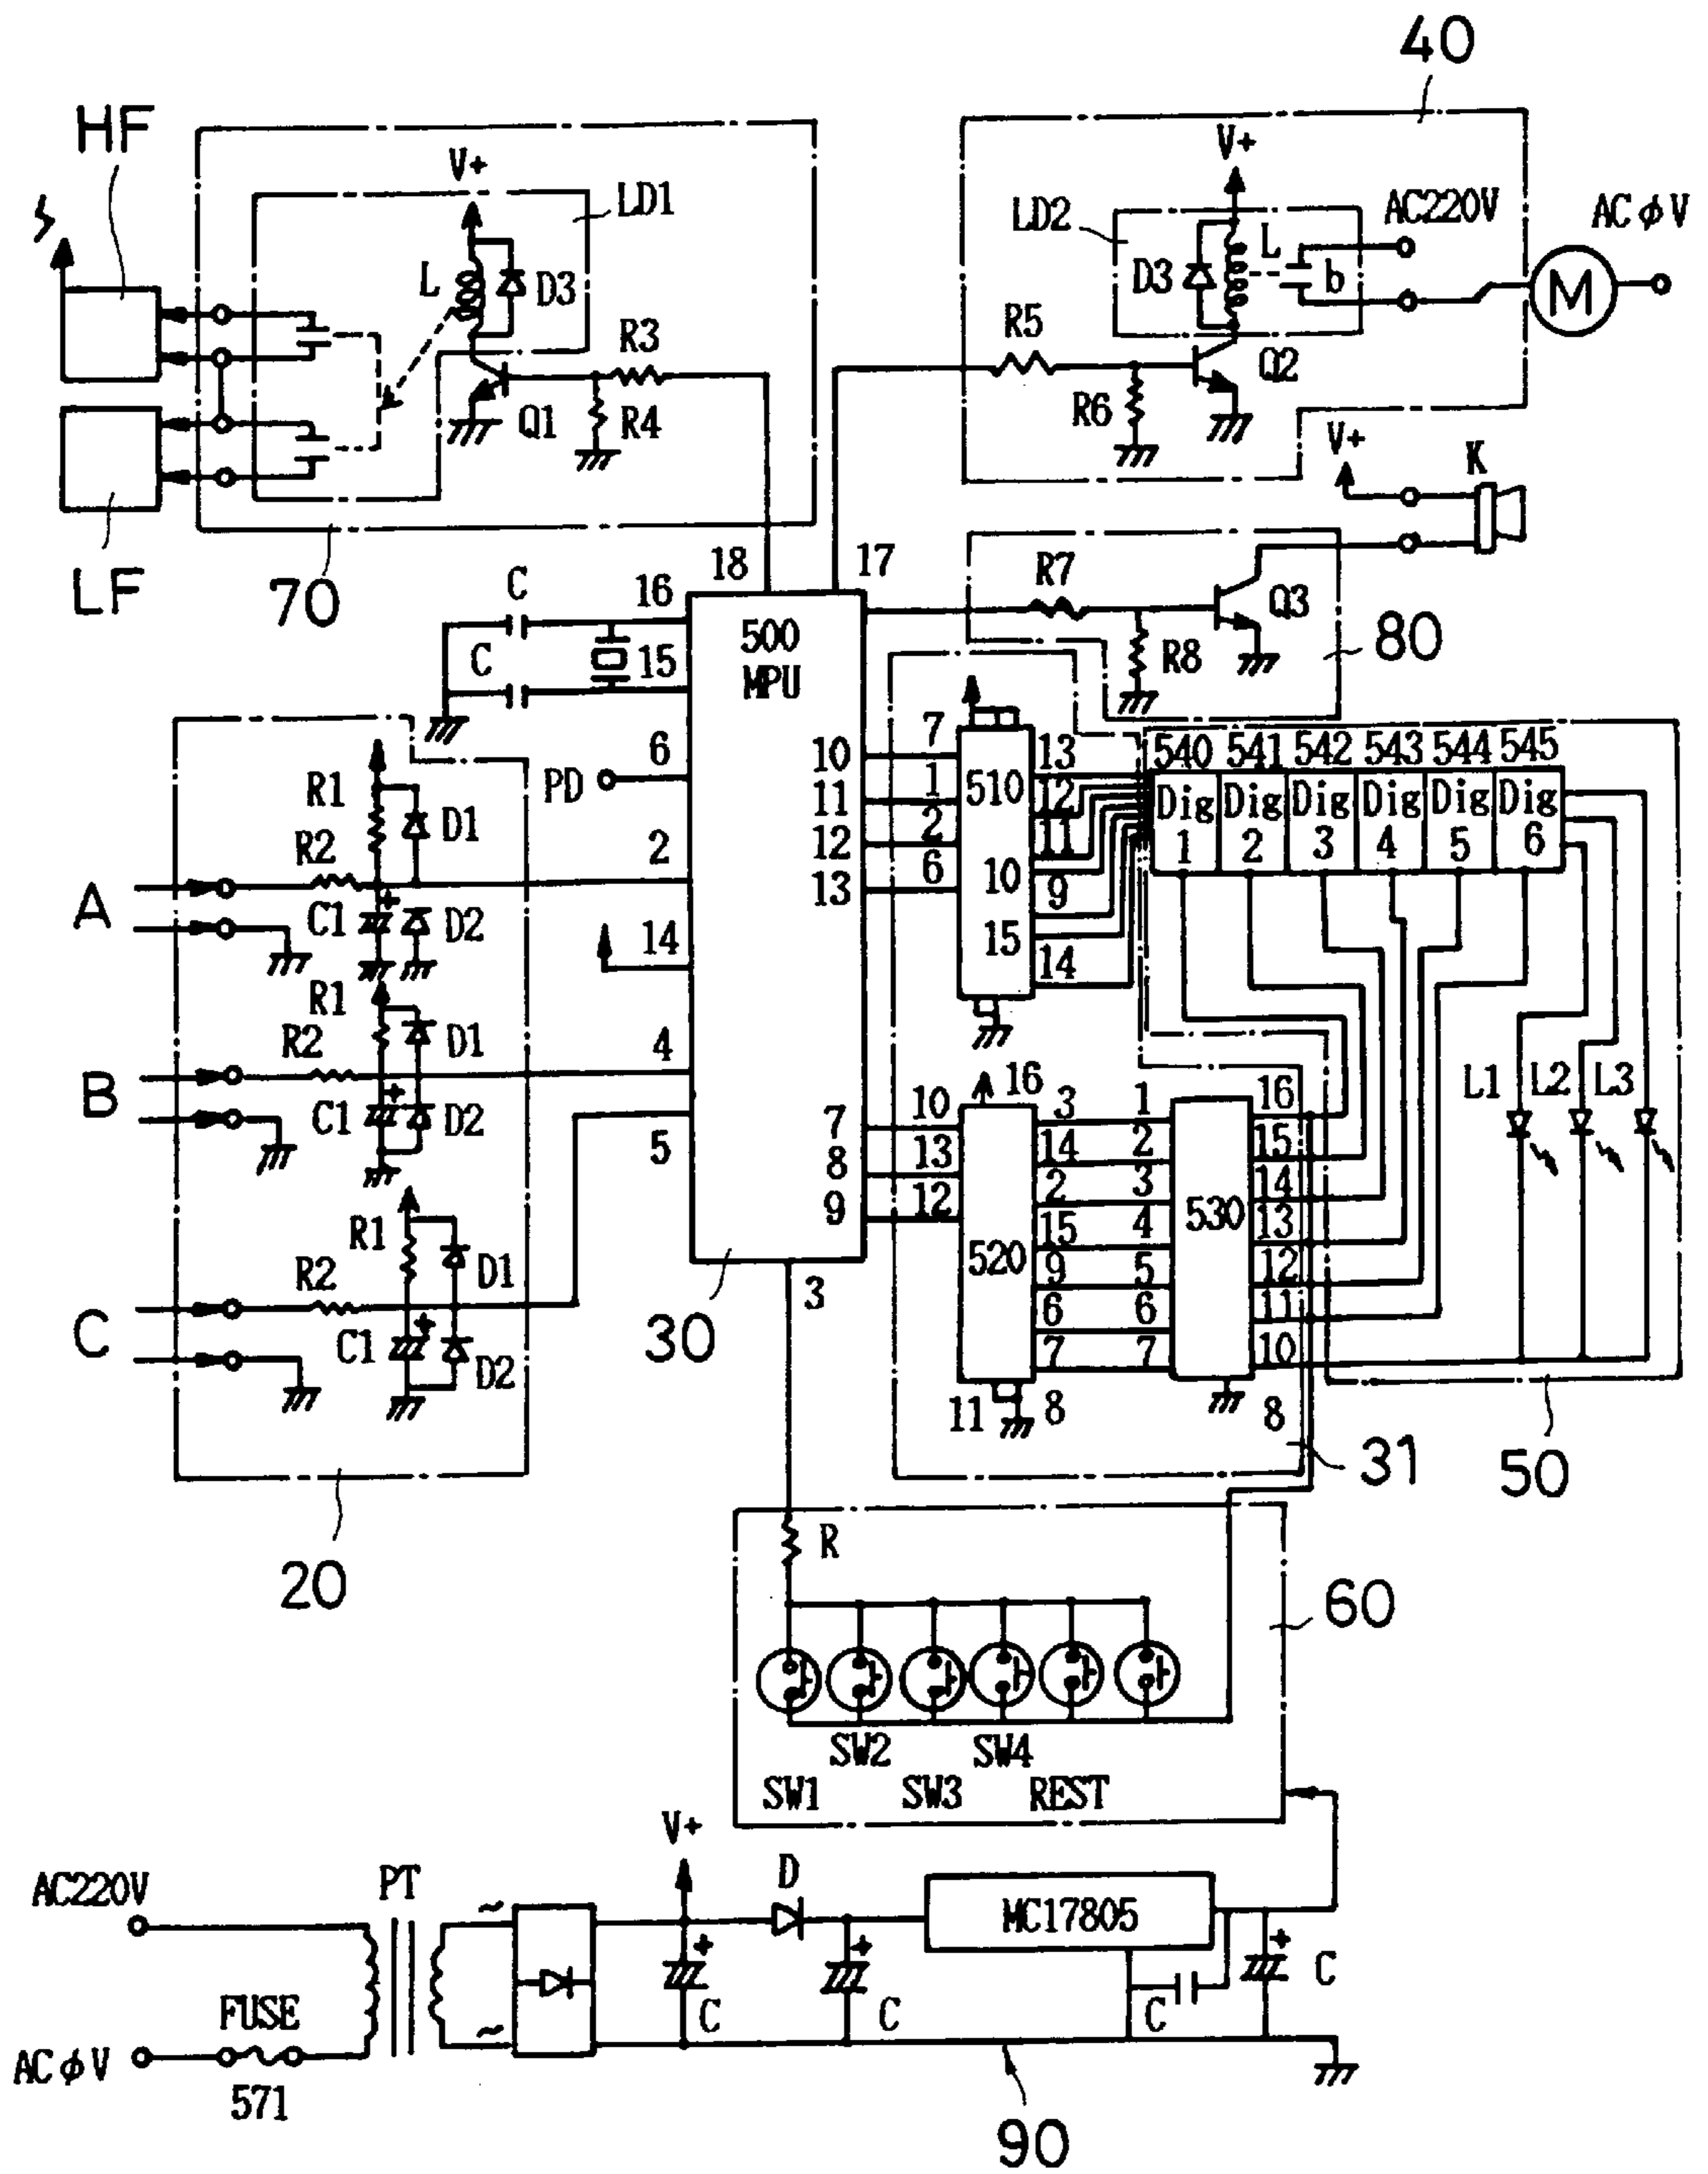 40
HF
V+
V+
LD1
LD2
AC220V
ACφV
L
D3
D3
L
b
M
R3
R5
Q1
R4
Q2
R6
V+
K
LF
70
18
17
C
16
R7
Q3
500
MPU
C
15
R8
80
6
PD
10
7
13
540 541 542 543 544 545
11
1
510
12
Dig Dig Dig Dig Dig Dig
1 2 3 4 5 6
R1
D1
12
2
11
R2
2
13
6
10
9
A
C1
+
D2
14
15
14
R1
D1
R2
4
16
L1
L2
L3
B
C1
+
D2
5
7
10
3
1
16
8
13
14
2
15
9
12
2
3
14
R1
D1
520
15
4
530
13
R2
3
9
5
12
C
30
6
6
11
C1
+
D2
7
7
10
11
8
8
31
50
20
R
60
SW2
SW4
SW1
SW3
REST
V+
AC220V
PT
~
D
MC17805
+
+
+
C
FUSE
~
C
C
C
ACφV
571
90